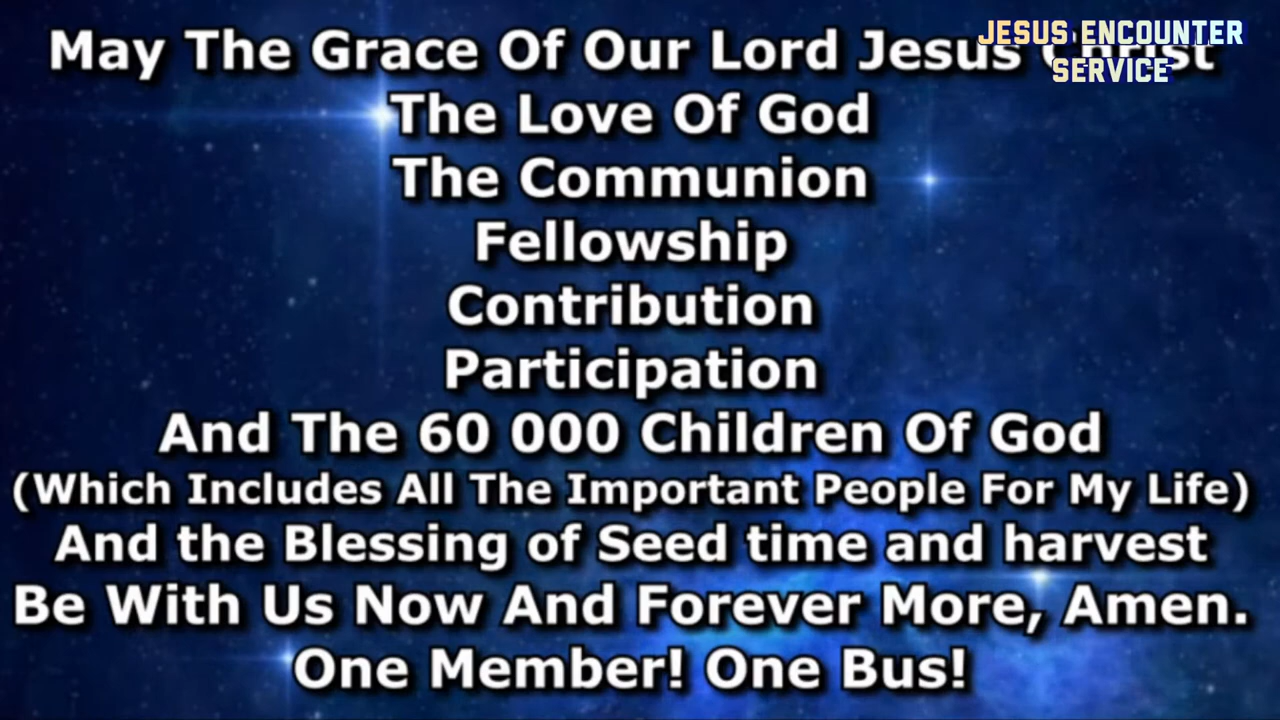 May The Grace Of Our Lord Jesus Christ
JESUS ENCOUNTER
SERVICE
The Love Of God
The Communion
Fellowship
Contribution
Participation
And The 60 000 Children Of God
(Which Includes All The Important People For My Life)
And the Blessing of Seed time and harvest
Be With Us Now And Forever More, Amen.
One Member! One Bus!